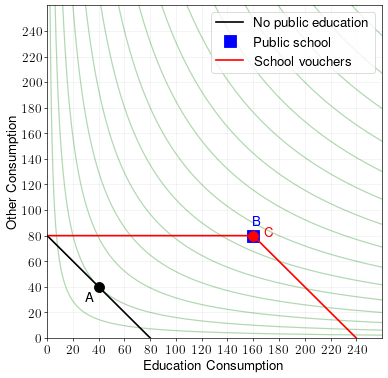 No public education
Public school
School vouchers
240
220
200
180
160
140
120
100
80
60
40
20
0
Other Consumption
B
C
A
0 20 40 60 80 100 120 140 160 180 200 220 240
Education Consumption